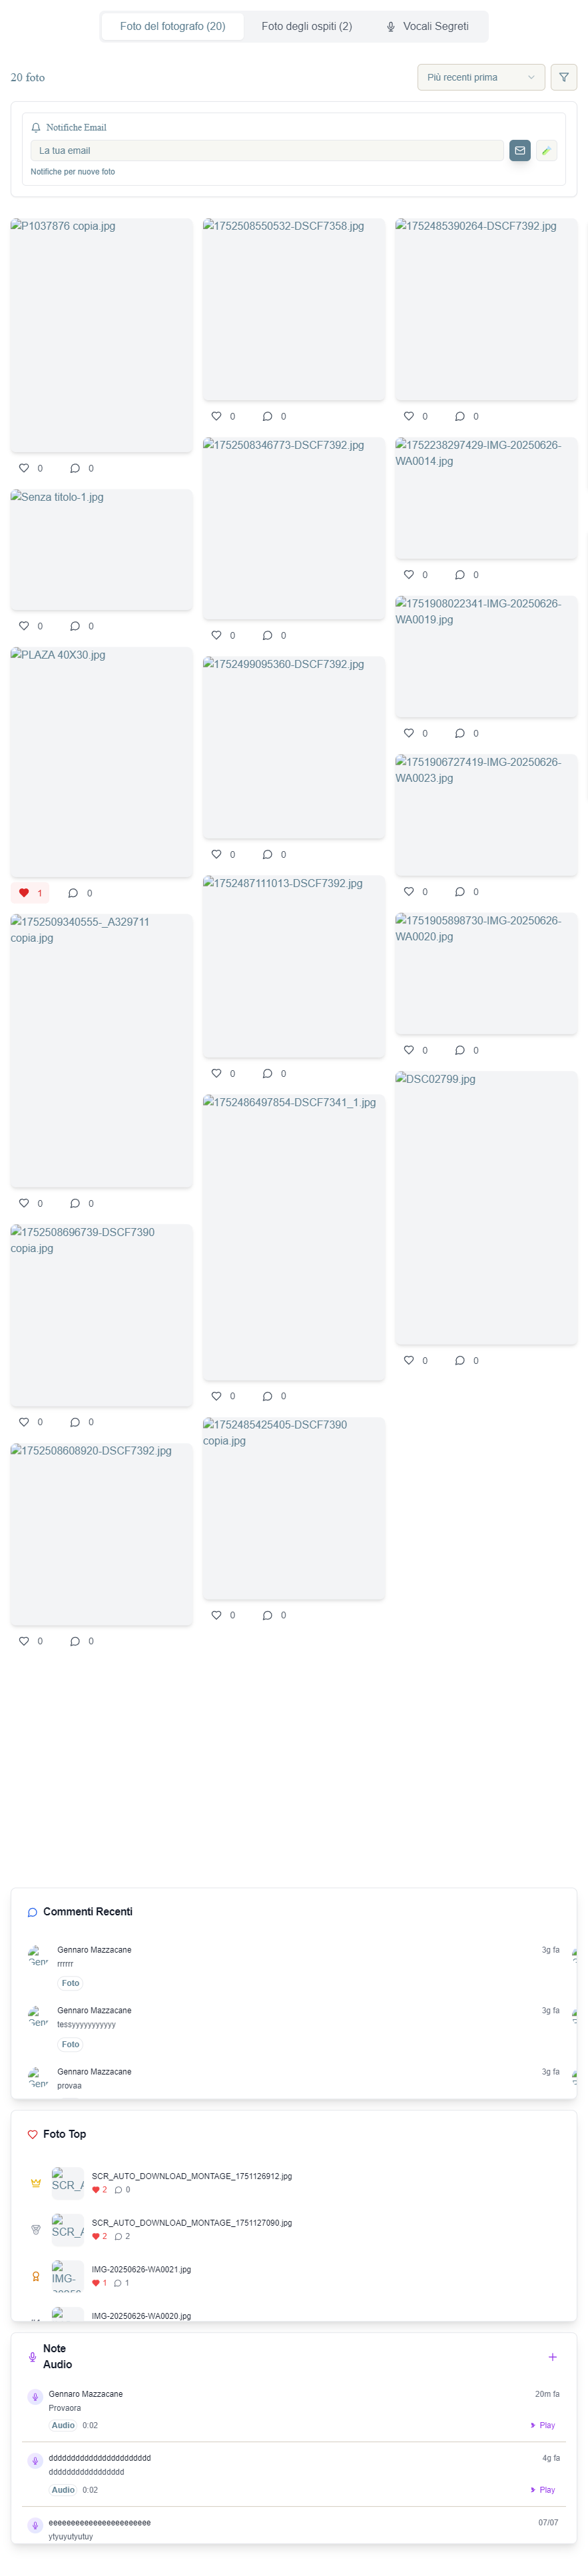 Foto del fotografo (20)
Foto degli ospiti (2)
Vocali Segreti
20 foto
Più recenti prima
Notifiche Email
La tua email
Notifiche per nuove foto
P1037876 copia.jpg
0 0
Senza titolo-1.jpg
0 0
PLAZA 40X30.jpg
1 0
1752509340555-_A329711
copia.jpg
0 0
1752508696739-DSCF7390
copia.jpg
0 0
1752508608920-DSCF7392.jpg
0 0
1752508550532-DSCF7358.jpg
0 0
1752508346773-DSCF7392.jpg
0 0
1752499095360-DSCF7392.jpg
0 0
1752487111013-DSCF7392.jpg
0 0
1752486497854-DSCF7341_1.jpg
0 0
1752485425405-DSCF7390
copia.jpg
0 0
1752485390264-DSCF7392.jpg
0 0
1752238297429-IMG-20250626-
WA0014.jpg
0 0
1751908022341-IMG-20250626-
WA0019.jpg
0 0
1751906727419-IMG-20250626-
WA0023.jpg
0 0
1751905898730-IMG-20250626-
WA0020.jpg
0 0
DSC02799.jpg
0 0
Commenti Recenti
Gennaro Mazzacane 3g fa
rrrrrr
Foto
Gennaro Mazzacane 3g fa
tessyyyyyyyyyyy
Foto
Gennaro Mazzacane 3g fa
provaa
Foto Top
SCR_AUTO_DOWNLOAD_MONTAGE_1751126912.jpg
2 0
SCR_AUTO_DOWNLOAD_MONTAGE_1751127090.jpg
2 2
IMG-20250626-WA0021.jpg
1 1
IMG-20250626-WA0020.jpg
Note
Audio
Gennaro Mazzacane 20m fa
Provaora
Audio 0:02 Play
4g fa
Audio 0:02 Play
07/07
ytyuyutyutuy